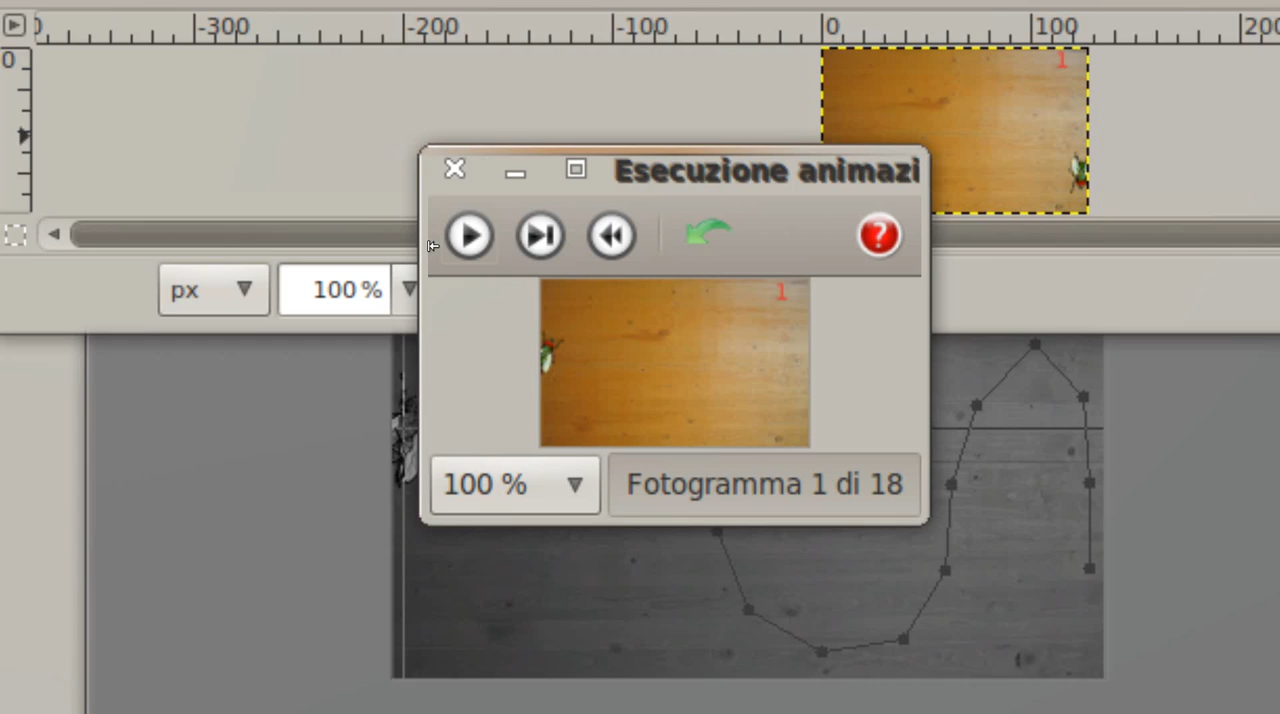 -300 -200 -100 0 100 200
0
1
Esecuzione animazi
?
px 100 %
1
100 % Fotogramma 1 di 18